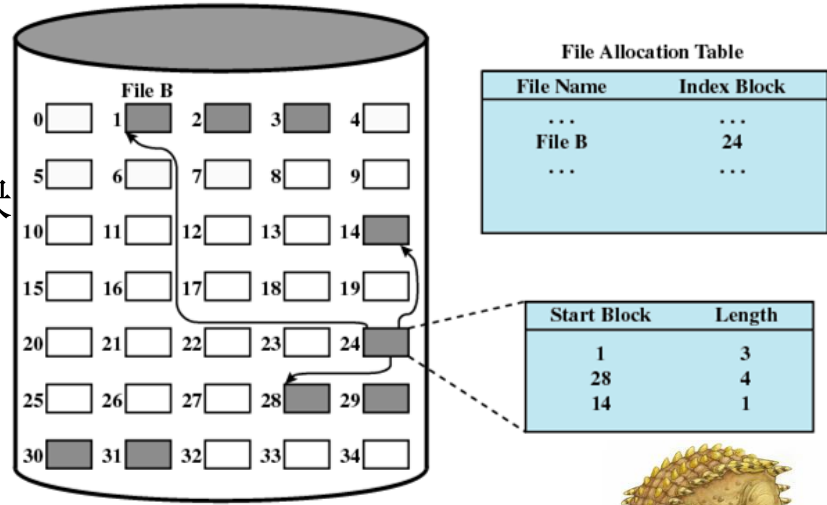 File Allocation Table
File Name Index Block
... ...
File B 24
... ...
File B
0 1 2 3 4
5 6 7 8 9
10 11 12 13 14
15 16 17 18 19
20 21 22 23 24
25 26 27 28 29
30 31 32 33 34
Start Block Length
1 3
28 4
14 1